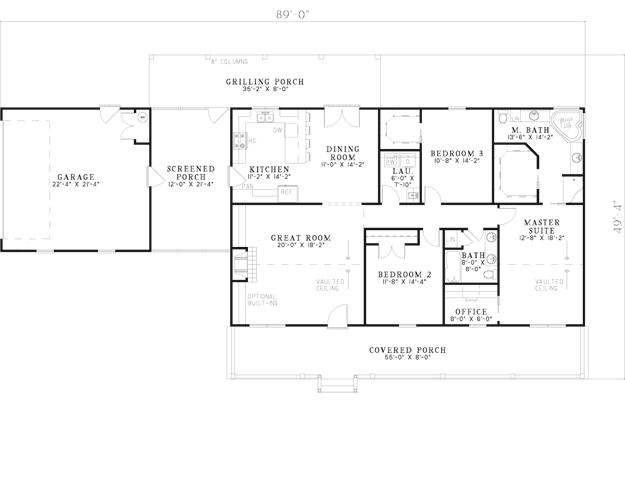 89'-0"
8" COLUMNS
GRILLING PORCH
36'-2" X 8'-0"
DW
RS
KITCHEN
11'-2" X 14'-2"
PAN
REF
DINING
ROOM
11'-0" X 14'-2"
LAU.
6'-0" X
7'-10"
W
D
BEDROOM 3
10'-8" X 14'-2"
M. BATH
13'-6" X 14'-2"
WHP
TUB
GARAGE
22'-4" X 21'-4"
SCREENED
PORCH
12'-0" X 21'-4"
GREAT ROOM
20'-0" X 18'-2"
VAULTED
CEILING
OPTIONAL
BUILT-INS
BEDROOM 2
11'-8" X 14'-4"
LIN
BATH
8'-0" X
8'-0"
OFFICE
8'-0" X 6'-0"
MASTER
SUITE
12'-8" X 18'-2"
VAULTED
CEILING
49'-4"
COVERED PORCH
55'-0" X 8'-0"